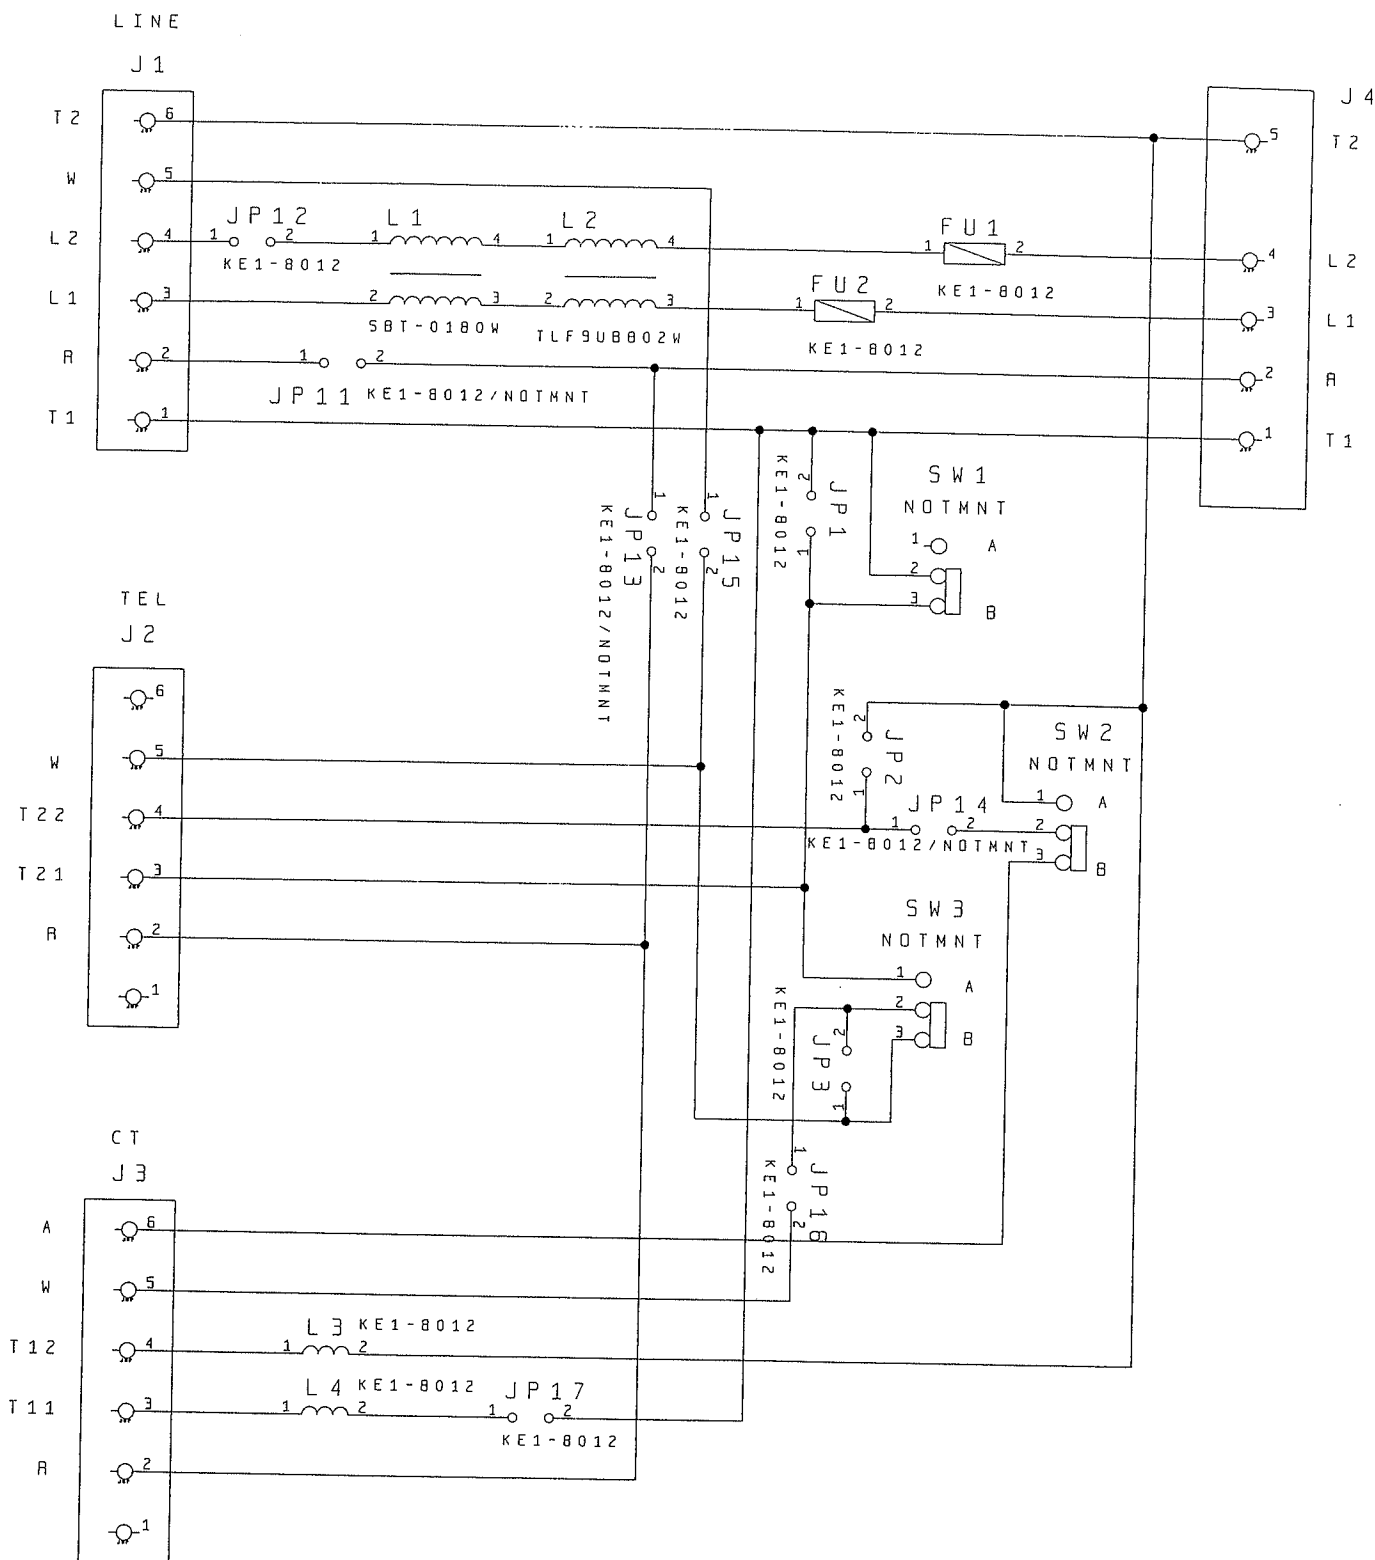 LINE
J1
J4
T2
6
5
T2
W
5
L2
4
1
JP12
2
KE1-8012
1
L1
4
1
L2
4
1
FU1
2
KE1-8012
4
L2
L1
3
2
3
SBT-0180W
2
3
TLF9UB802W
1
FU2
2
KE1-8012
3
L1
R
2
1
2
JP11
KE1-8012/NOTMNT
2
R
T1
1
1
T1
1
JP13
2
KE1-8012/NOTMNT
1
JP15
2
KE1-8012
2
JP1
1
KE1-8012
SW1
NOTMNT
1
A
2
3
B
TEL
J2
6
W
5
T22
4
T21
3
R
2
1
2
JP2
1
KE1-8012
JP14
1
2
KE1-8012/NOTMNT
SW2
NOTMNT
1
A
2
3
B
SW3
NOTMNT
1
A
2
3
B
2
JP3
1
KE1-8012
1
JP16
2
KE1-8012
CT
J3
A
6
W
5
T12
4
1
L3
2
KE1-8012
T11
3
1
L4
2
KE1-8012
1
JP17
2
KE1-8012
R
2
1